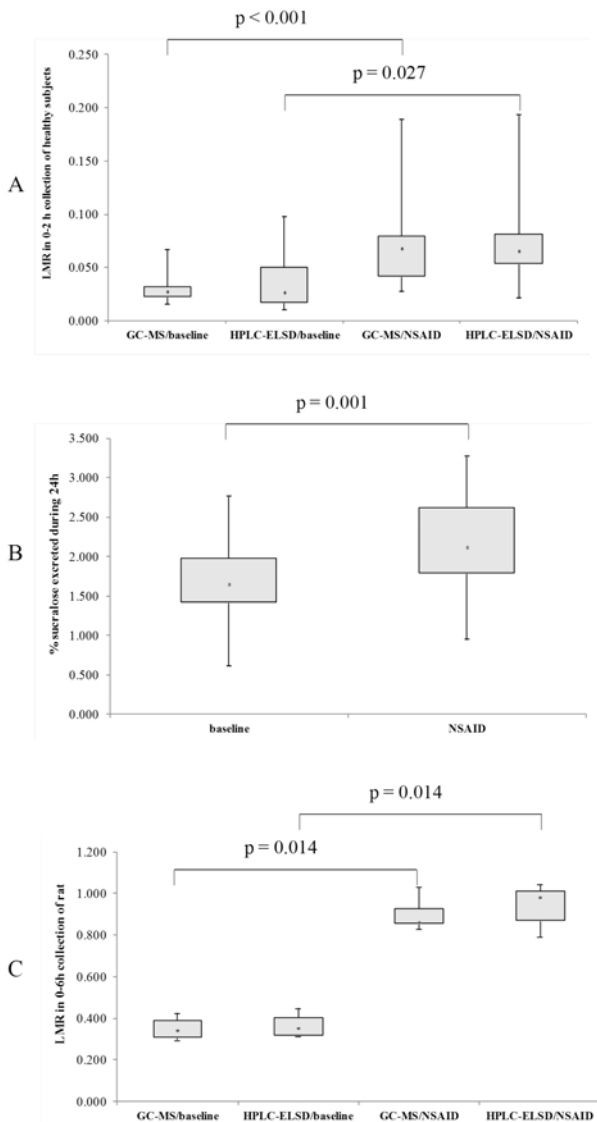 p < 0.001
p = 0.027
A
LMR in 0-2 h collection of healthy subjects
0.250
0.200
0.150
0.100
0.050
0.000
GC-MS/baseline HPLC-ELSD/baseline GC-MS/NSAID HPLC-ELSD/NSAID
p = 0.001
B
% sucralose excreted during 24h
3.500
3.000
2.500
2.000
1.500
1.000
0.500
0.000
baseline NSAID
p = 0.014
p = 0.014
C
LMR in 0-6h collection of rat
1.200
1.000
0.800
0.600
0.400
0.200
0.000
GC-MS/baseline HPLC-ELSD/baseline GC-MS/NSAID HPLC-ELSD/NSAID